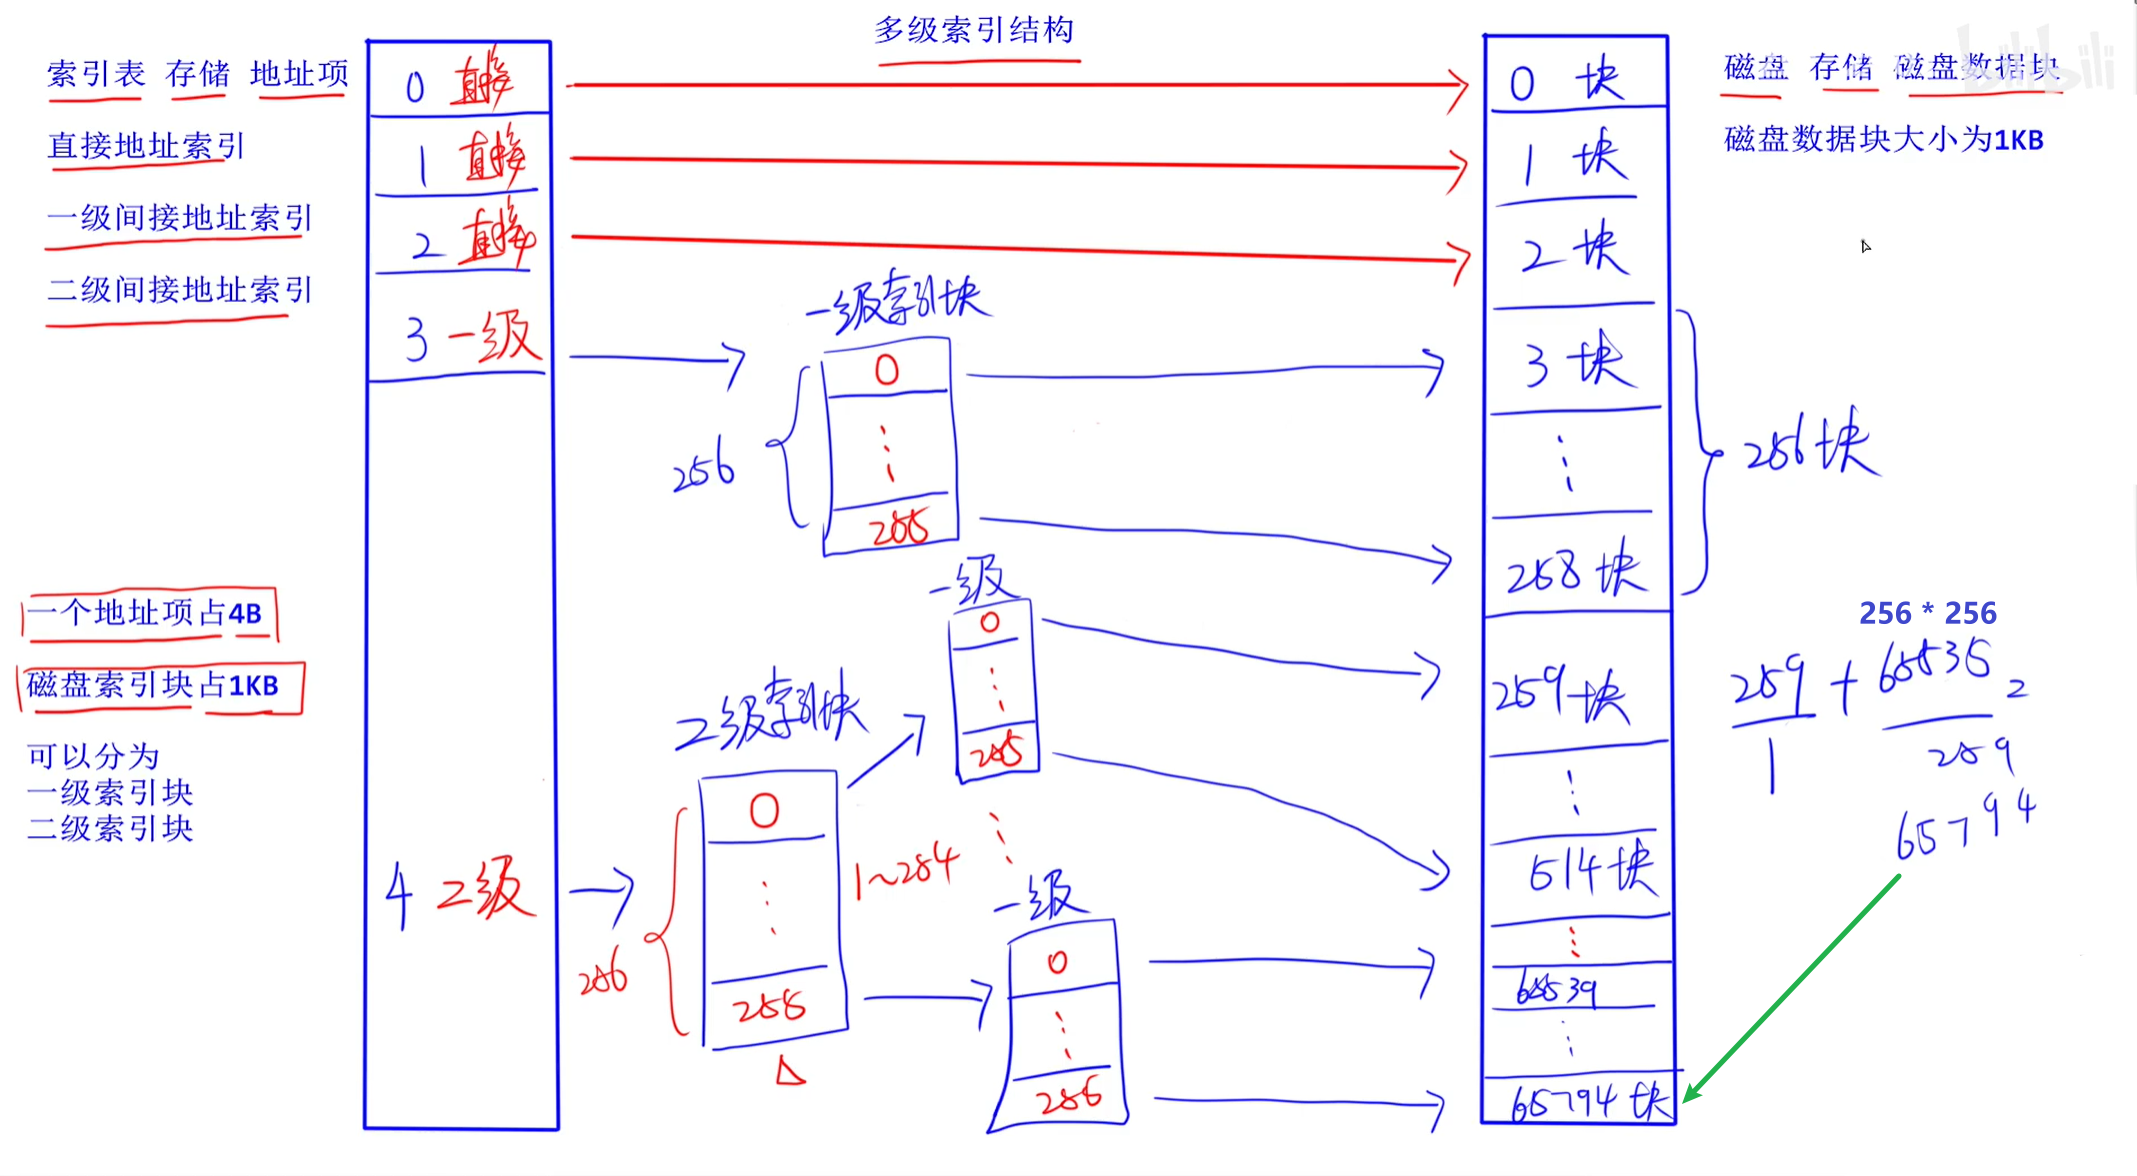 多级索引结构
索引表 存储 地址项
直接地址索引
一级间接地址索引
二级间接地址索引
一个地址项占4B
磁盘索引块占1KB
可以分为
一级索引块
二级索引块
0 直接
1 直接
2 直接
3 一级
4 二级
一级索引块
0
255
256
二级索引块
0
255
256
1~254
一级
0
255
一级
0
256
0 块
1 块
2 块
3 块
258 块
259 块
514 块
65539
65794 块
bilibili
磁盘 存储 磁盘数据块
磁盘数据块大小为1KB
256块
256 * 256
259 + 65535
1
259
65794